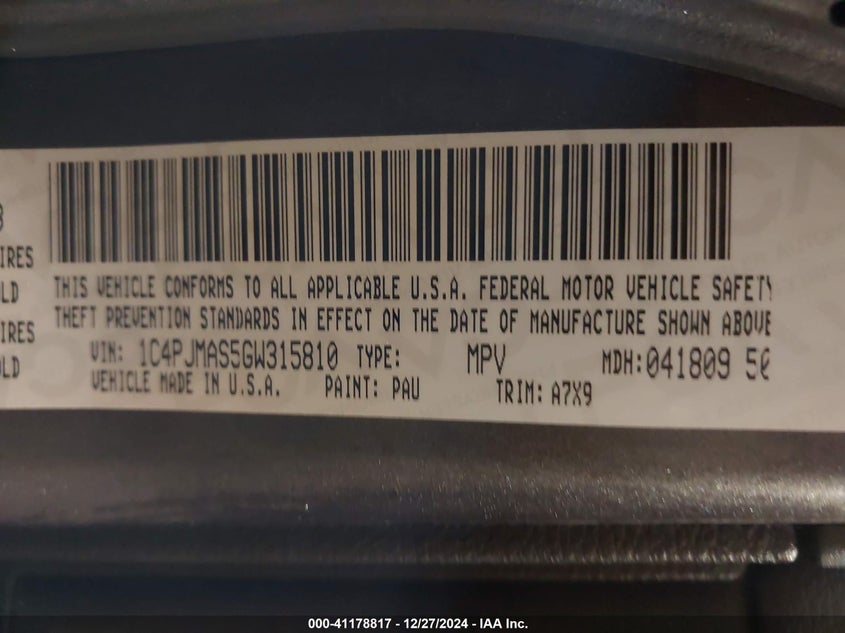 3
IRES
LD
IRES
LD
THIS VEHICLE CONFORMS TO ALL APPLICABLE U.S.A. FEDERAL MOTOR VEHICLE SAFETY
THEFT PREVENTION STANDARDS IN EFFECT ON THE DATE OF MANUFACTURE SHOWN ABOVE
VIN: 1C4PJMAS5GW315810 TYPE: MPV MDH:041809 50
VEHICLE MADE IN U.S.A. PAINT: PAU TRIM: A7X9
000-41178817 - 12/27/2024 - IAA Inc.